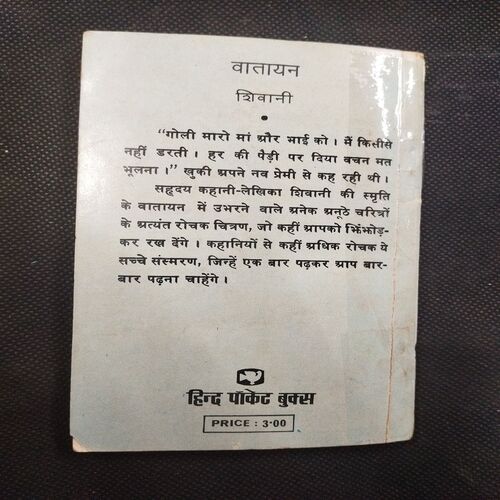 वातायन
शिवानी
"गोली मारो मां और भाई को। मैं किसीसे
नहीं डरती। हर की पैड़ी पर दिया वचन मत
भूलना।" खुकी अपने नव प्रेमी से कह रही थी।
सहृदय कहानी-लेखिका शिवानी की स्मृति
के वातायन में उभरने वाले अनेक अनूठे चरित्रों
के अत्यंत रोचक चित्रण, जो कहीं आपको झिंझोड़-
कर रख देंगे। कहानियों से कहीं अधिक रोचक ये
सच्चे संस्मरण, जिन्हें एक बार पढ़कर आप बार-
बार पढ़ना चाहेंगे।
हिन्द पॉकेट बुक्स
PRICE : 3·00